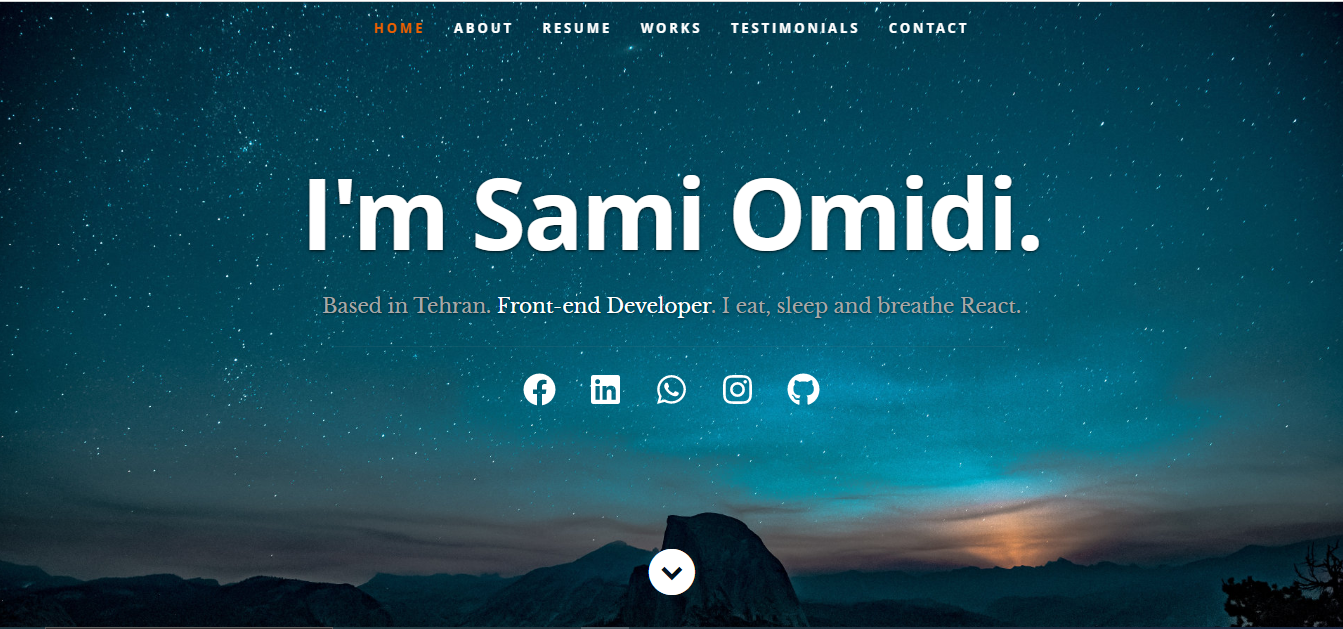 HOME ABOUT RESUME WORKS TESTIMONIALS CONTACT
I'm Sami Omidi.
Based in Tehran. Front-end Developer. I eat, sleep and breathe React.